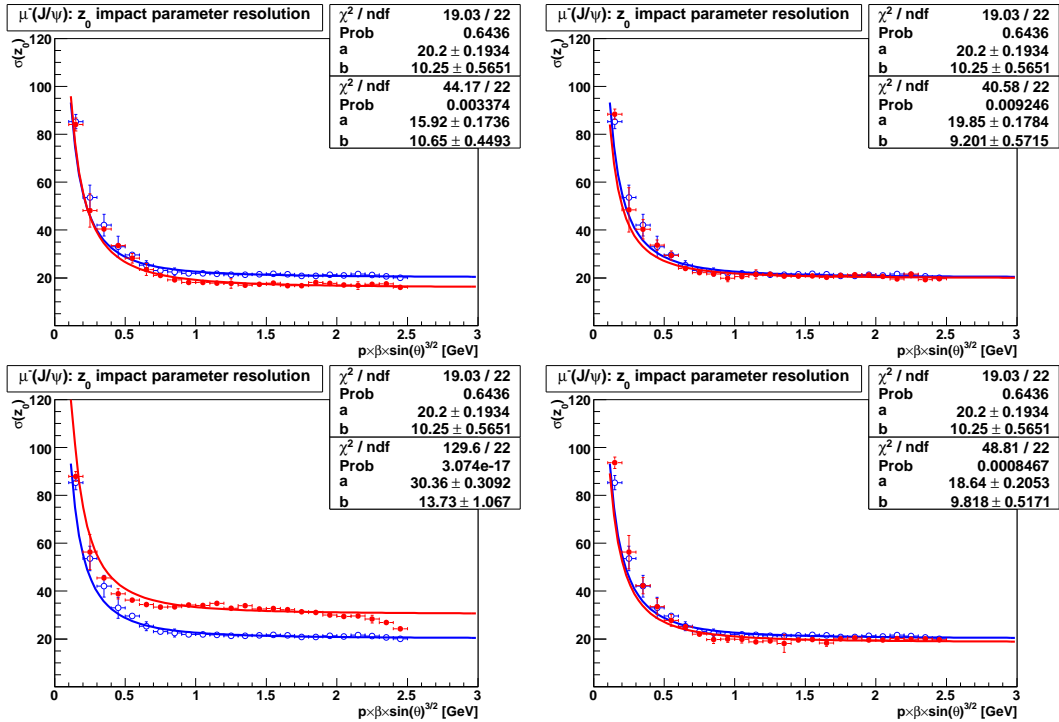 μ⁻(J/ψ): z₀ impact parameter resolution
χ² / ndf 19.03 / 22
Prob 0.6436
a 20.2 ± 0.1934
b 10.25 ± 0.5651
χ² / ndf 44.17 / 22
Prob 0.003374
a 15.92 ± 0.1736
b 10.65 ± 0.4493
σ(z₀)
120
100
80
60
40
20
0 0.5 1 1.5 2 2.5 3
p×β×sin(θ)^3/2 [GeV]
μ⁻(J/ψ): z₀ impact parameter resolution
χ² / ndf 19.03 / 22
Prob 0.6436
a 20.2 ± 0.1934
b 10.25 ± 0.5651
χ² / ndf 40.58 / 22
Prob 0.009246
a 19.85 ± 0.1784
b 9.201 ± 0.5715
σ(z₀)
120
100
80
60
40
20
0 0.5 1 1.5 2 2.5 3
p×β×sin(θ)^3/2 [GeV]
μ⁻(J/ψ): z₀ impact parameter resolution
χ² / ndf 19.03 / 22
Prob 0.6436
a 20.2 ± 0.1934
b 10.25 ± 0.5651
χ² / ndf 129.6 / 22
Prob 3.074e-17
a 30.36 ± 0.3092
b 13.73 ± 1.067
σ(z₀)
120
100
80
60
40
20
0 0.5 1 1.5 2 2.5 3
p×β×sin(θ)^3/2 [GeV]
μ⁻(J/ψ): z₀ impact parameter resolution
χ² / ndf 19.03 / 22
Prob 0.6436
a 20.2 ± 0.1934
b 10.25 ± 0.5651
χ² / ndf 48.81 / 22
Prob 0.0008467
a 18.64 ± 0.2053
b 9.818 ± 0.5171
σ(z₀)
120
100
80
60
40
20
0 0.5 1 1.5 2 2.5 3
p×β×sin(θ)^3/2 [GeV]